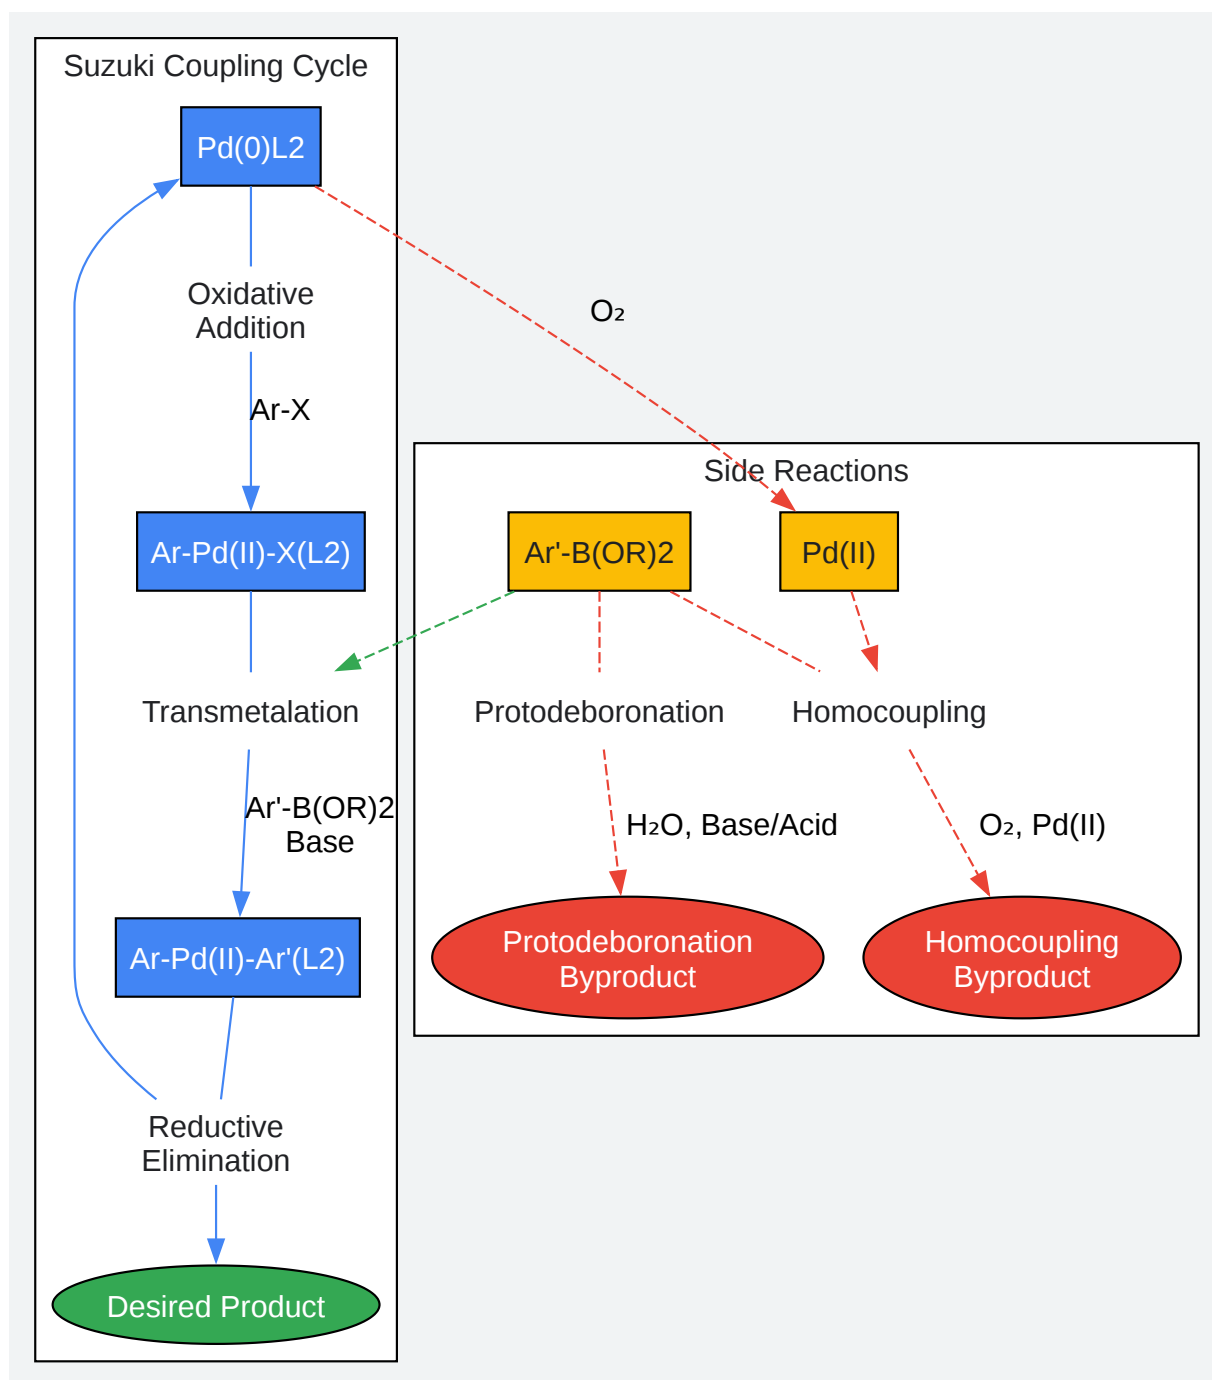 Suzuki Coupling Cycle
Pd(0)L2
Oxidative
Addition
O₂
Ar-X
Side Reactions
Ar-Pd(II)-X(L2)
Ar'-B(OR)2
Pd(II)
Transmetalation
Protodeboronation
Homocoupling
Ar'-B(OR)2
Base
H₂O, Base/Acid
O₂, Pd(II)
Ar-Pd(II)-Ar'(L2)
Protodeboronation
Byproduct
Homocoupling
Byproduct
Reductive
Elimination
Desired Product